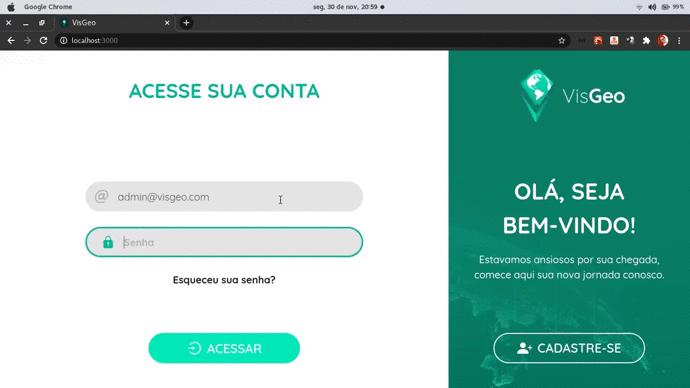 Google Chrome
seg, 30 de nov, 20:59
99%
VisGeo
localhost:3000
ACESSE SUA CONTA
@ admin@visgeo.com
Senha
Esqueceu sua senha?
ACESSAR
VisGeo
OLÁ, SEJA
BEM-VINDO!
Estavamos ansiosos por sua chegada,
comece aqui sua nova jornada conosco.
CADASTRE-SE